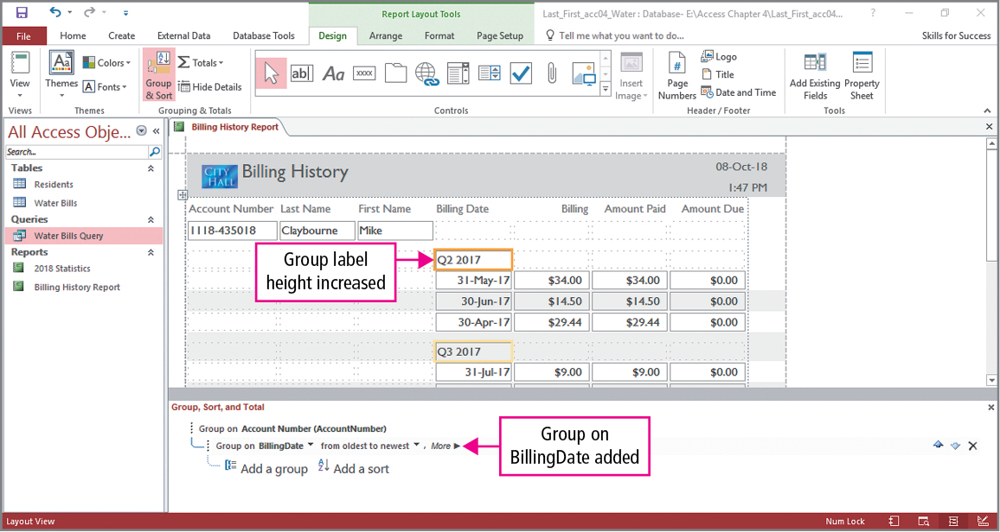 Report Layout Tools
Last_First_acc04_Water : Database- E:\Access Chapter 4\Last_First_acc04...
?
File
Home
Create
External Data
Database Tools
Design
Arrange
Format
Page Setup
Tell me what you want to do...
Skills for Success
View
Themes
Aa
Colors
A Fonts
Group & Sort
Σ Totals
Hide Details
ab|
Aa
xxxx
Insert Image
#
Page Numbers
Logo
Title
Date and Time
Add Existing Fields
Property Sheet
Views
Themes
Grouping & Totals
Controls
Header / Footer
Tools
All Access Obje... «
Search...
Tables
Residents
Water Bills
Queries
Water Bills Query
Reports
2018 Statistics
Billing History Report
Billing History Report
CITY HALL
Billing History
08-Oct-18
1:47 PM
Account Number Last Name First Name Billing Date Billing Amount Paid Amount Due
1118-435018 Claybourne Mike
Q2 2017
31-May-17 $34.00 $34.00 $0.00
30-Jun-17 $14.50 $14.50 $0.00
30-Apr-17 $29.44 $29.44 $0.00
Q3 2017
31-Jul-17 $9.00 $9.00 $0.00
Group label
height increased
Group, Sort, and Total
Group on Account Number (AccountNumber)
Group on BillingDate from oldest to newest , More
Add a group
Add a sort
Group on
BillingDate added
Layout View
Num Lock